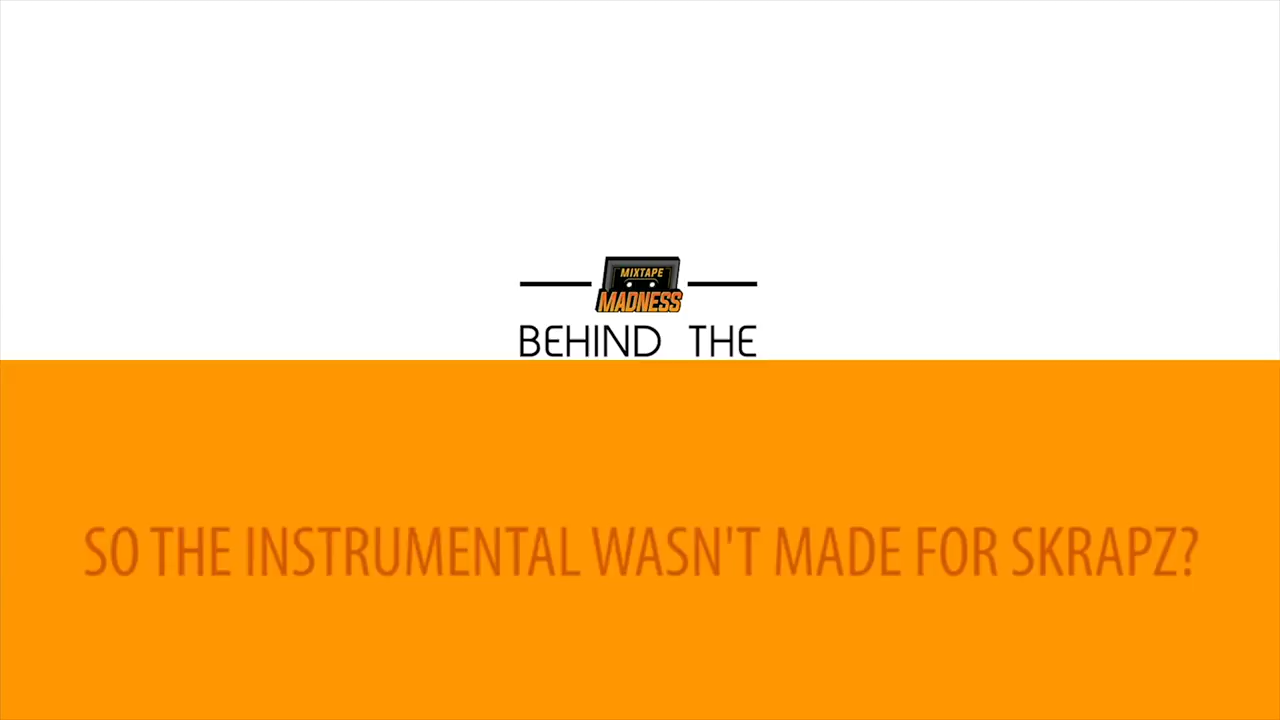 MIXTAPE
MADNESS
BEHIND THE
SO THE INSTRUMENTAL WASN'T MADE FOR SKRAPZ?